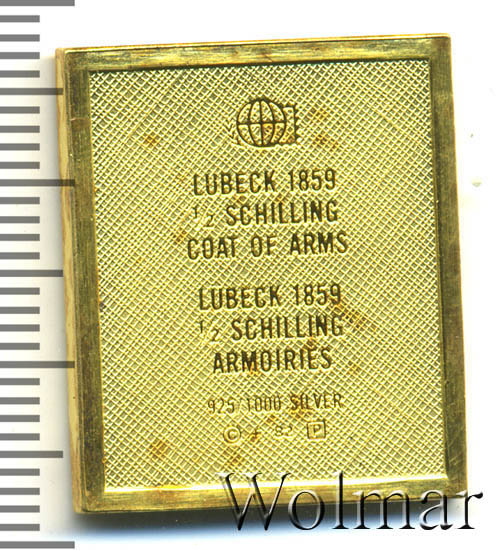 LUBECK 1859
1/2 SCHILLING
COAT OF ARMS
LUBECK 1859
1/2 SCHILLING
ARMOIRIES
925/1000 SILVER
© P
Wolmar